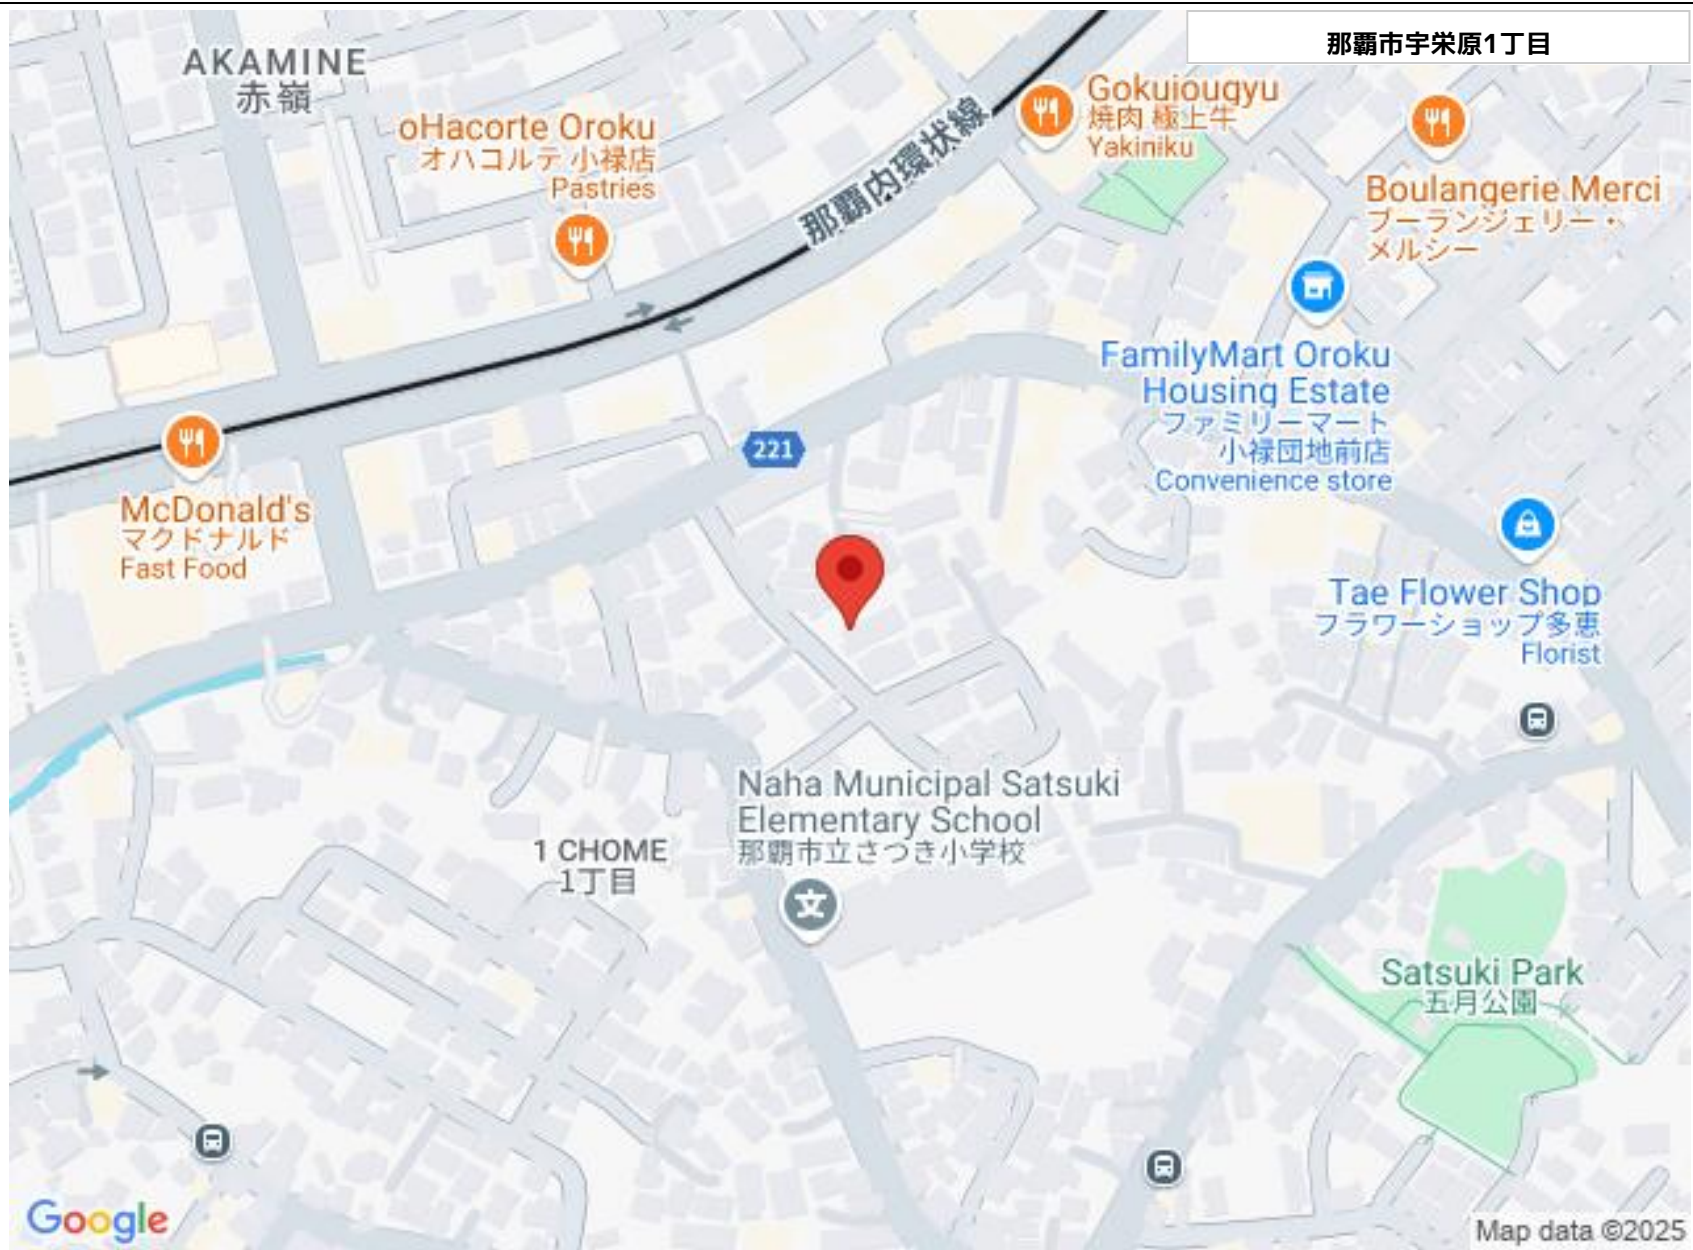 那覇市宇栄原1丁目
AKAMINE
赤嶺
oHacorte Oroku
オハコルテ 小禄店
Pastries
那覇内環状線
Gokujougyu
焼肉 極上牛
Yakiniku
Boulangerie Merci
ブーランジェリー・
メルシー
FamilyMart Oroku
Housing Estate
ファミリーマート
小禄団地前店
Convenience store
221
McDonald's
マクドナルド
Fast Food
Tae Flower Shop
フラワーショップ多恵
Florist
Naha Municipal Satsuki
Elementary School
那覇市立さつき小学校
文
1 CHOME
1丁目
Satsuki Park
五月公園
Google
Map data ©2025